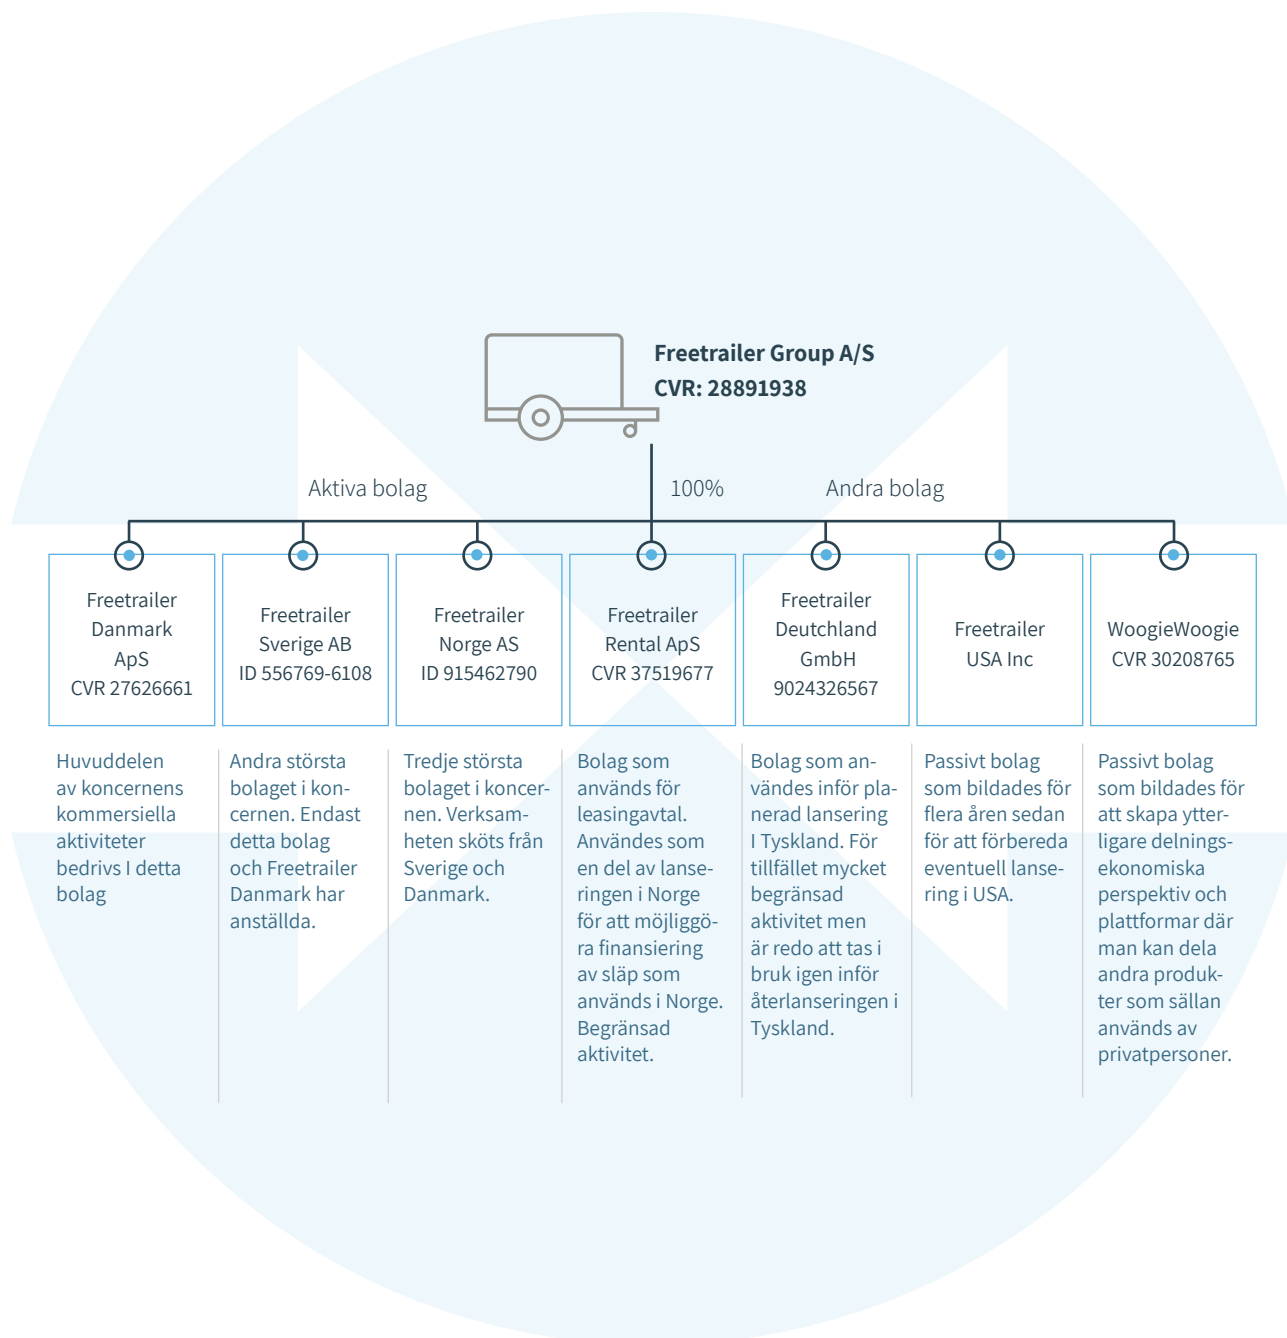 Freetrailer Group A/S
CVR: 28891938
Aktiva bolag
100%
Andra bolag
Freetrailer
Danmark
ApS
CVR 27626661
Freetrailer
Sverige AB
ID 556769-6108
Freetrailer
Norge AS
ID 915462790
Freetrailer
Rental ApS
CVR 37519677
Freetrailer
Deutchland
GmbH
9024326567
Freetrailer
USA Inc
WoogieWoogie
CVR 30208765
Huvuddelen
av koncernens
kommersiella
aktiviteter
bedrivs I detta
bolag
Andra största
bolaget i kon-
cernen. Endast
detta bolag
och Freetrailer
Danmark har
anställda.
Tredje största
bolaget i koncer-
nen. Verksam-
heten sköts från
Sverige och
Danmark.
Bolag som
används för
leasingavtal.
Användes som
en del av lanse-
ringen i Norge
för att möjliggö-
ra finansiering
av släp som
används i Norge.
Begränsad
aktivitet.
Bolag som an-
vändes inför pla-
nerad lansering
I Tyskland. För
tillfället mycket
begränsad
aktivitet men
är redo att tas i
bruk igen inför
återlanseringen i
Tyskland.
Passivt bolag
som bildades för
flera åren sedan
för att förbereda
eventuell lanse-
ring i USA.
Passivt bolag
som bildades för
att skapa ytter-
ligare delnings-
ekonomiska
perspektiv och
plattformar där
man kan dela
andra produk-
ter som sällan
används av
privatpersoner.